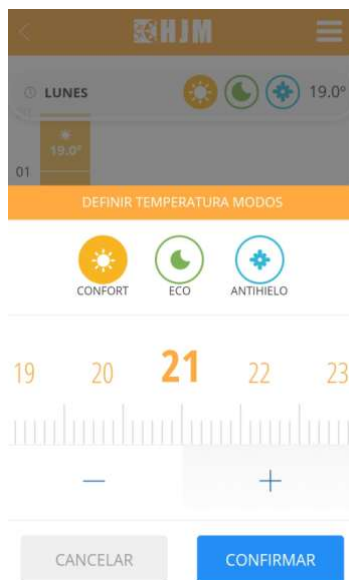 HJM
LUNES 19.0°
19.0°
01
DEFINIR TEMPERATURA MODOS
CONFORT ECO ANTIHIELO
19 20 21 22 23
− +
CANCELAR CONFIRMAR